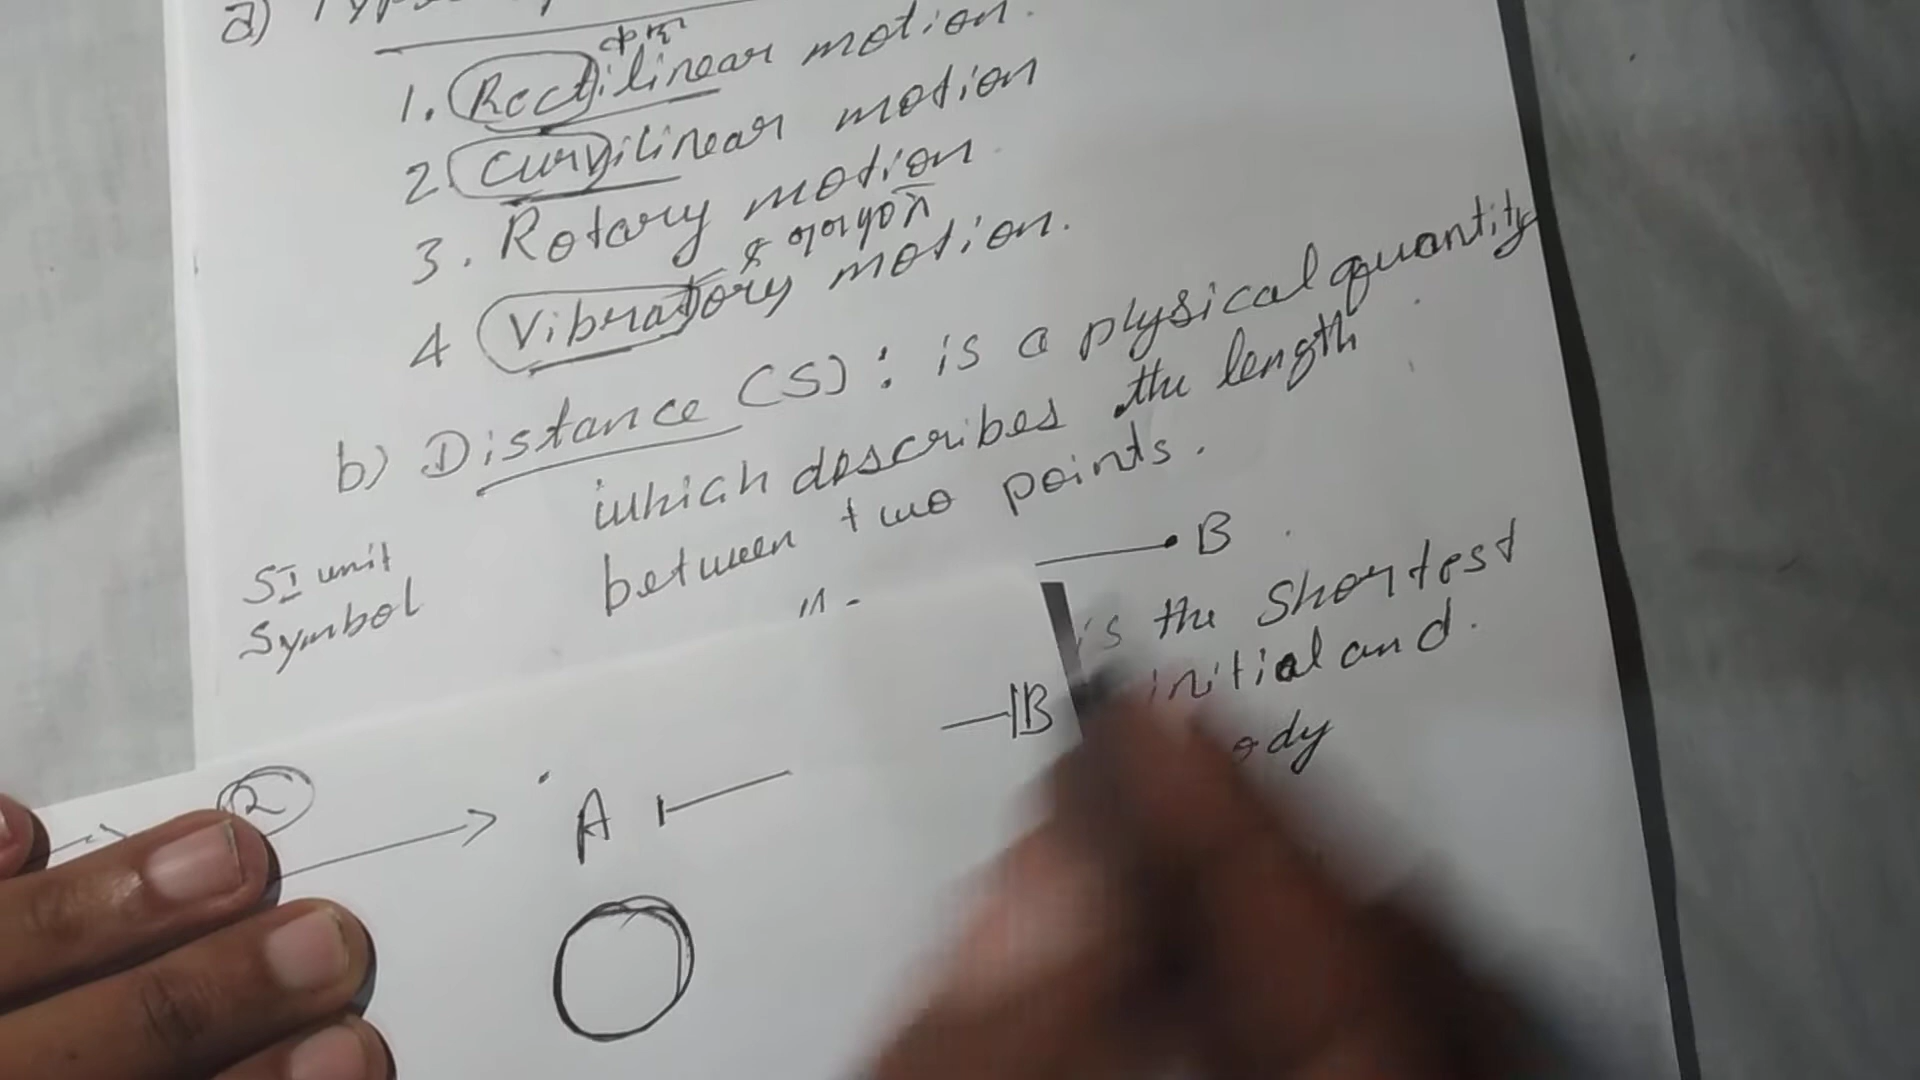 a)
1. Rectilinear motion.
2. Curvilinear motion
3. Rotary motion
4 Vibratory motion.
b) Distance (S) : is a physical quantity
which describes the length
between two points.
SI unit
Symbol
B
is the Shortest
initial and
B
A
2